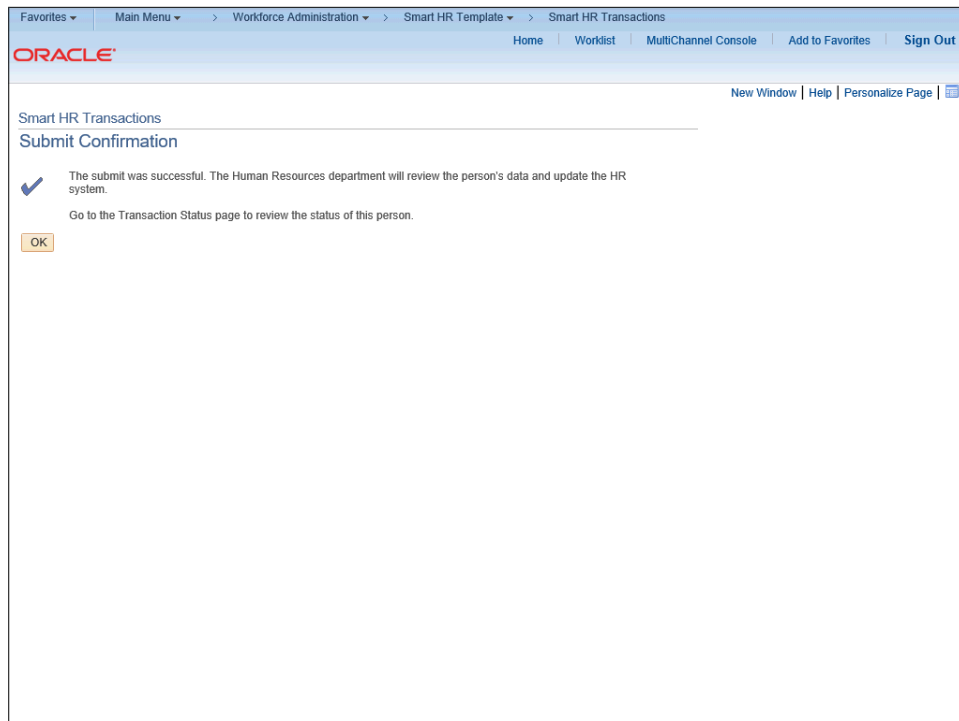 Favorites Main Menu > Workforce Administration > Smart HR Template > Smart HR Transactions
Home Worklist MultiChannel Console Add to Favorites Sign Out
ORACLE
New Window | Help | Personalize Page |
Smart HR Transactions
Submit Confirmation
The submit was successful. The Human Resources department will review the person's data and update the HR
system.
Go to the Transaction Status page to review the status of this person.
OK